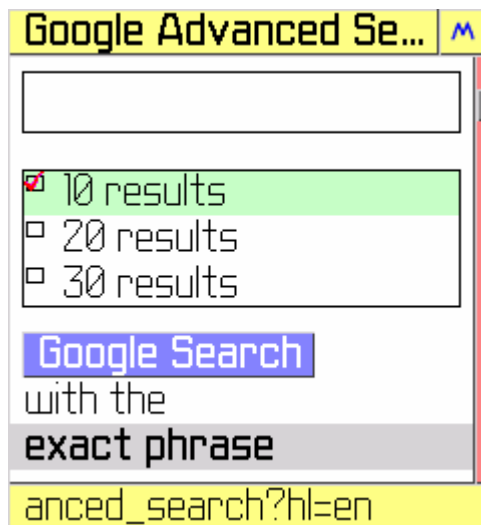 Google Advanced Se...
10 results
20 results
30 results
Google Search
with the
exact phrase
anced_search?hl=en